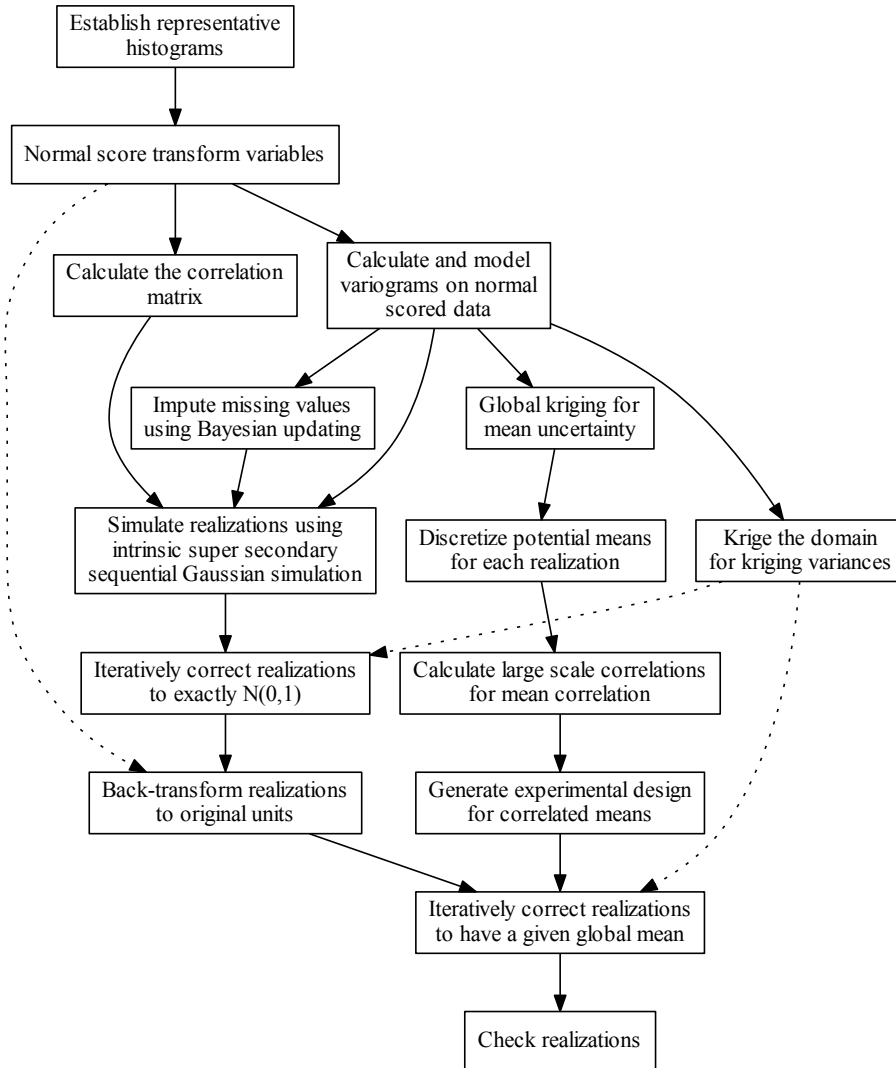 Establish representative
histograms
Normal score transform variables
Calculate the correlation
matrix
Calculate and model
variograms on normal
scored data
Impute missing values
using Bayesian updating
Global kriging for
mean uncertainty
Simulate realizations using
intrinsic super secondary
sequential Gaussian simulation
Discretize potential means
for each realization
Krige the domain
for kriging variances
Iteratively correct realizations
to exactly N(0,1)
Calculate large scale correlations
for mean correlation
Back-transform realizations
to original units
Generate experimental design
for correlated means
Iteratively correct realizations
to have a given global mean
Check realizations